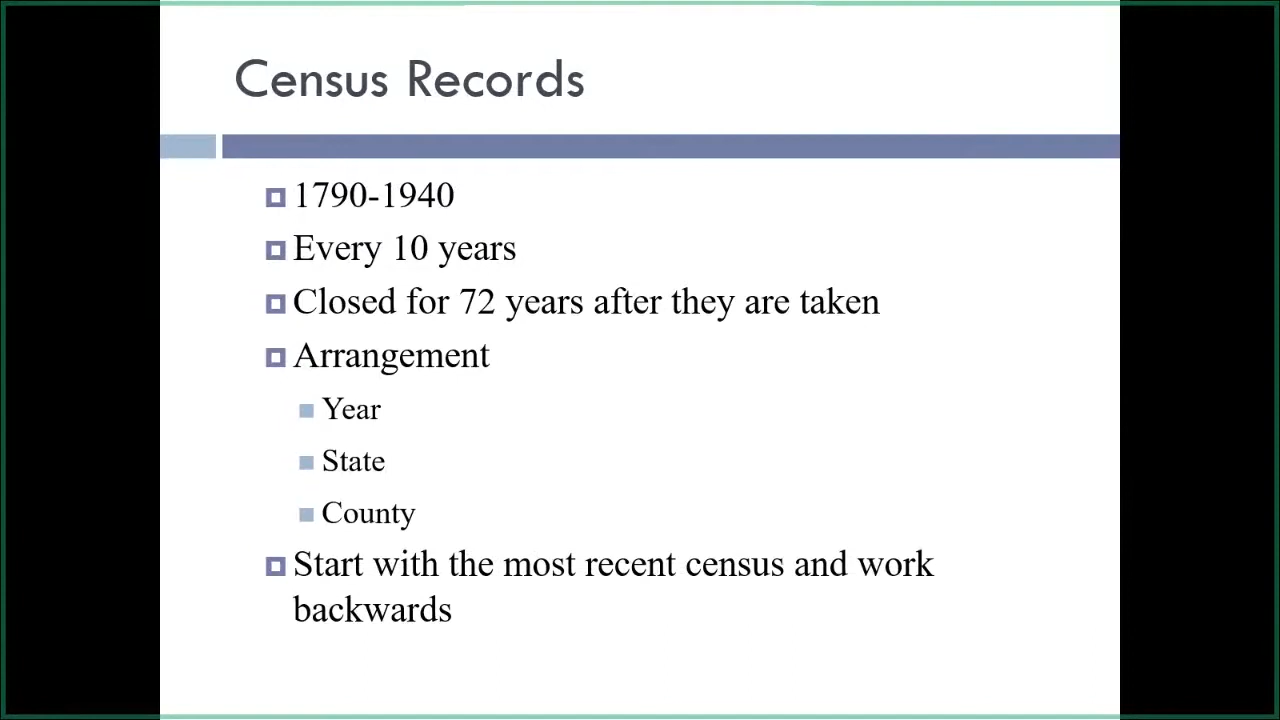 Census Records
1790-1940
Every 10 years
Closed for 72 years after they are taken
Arrangement
Year
State
County
Start with the most recent census and work
backwards